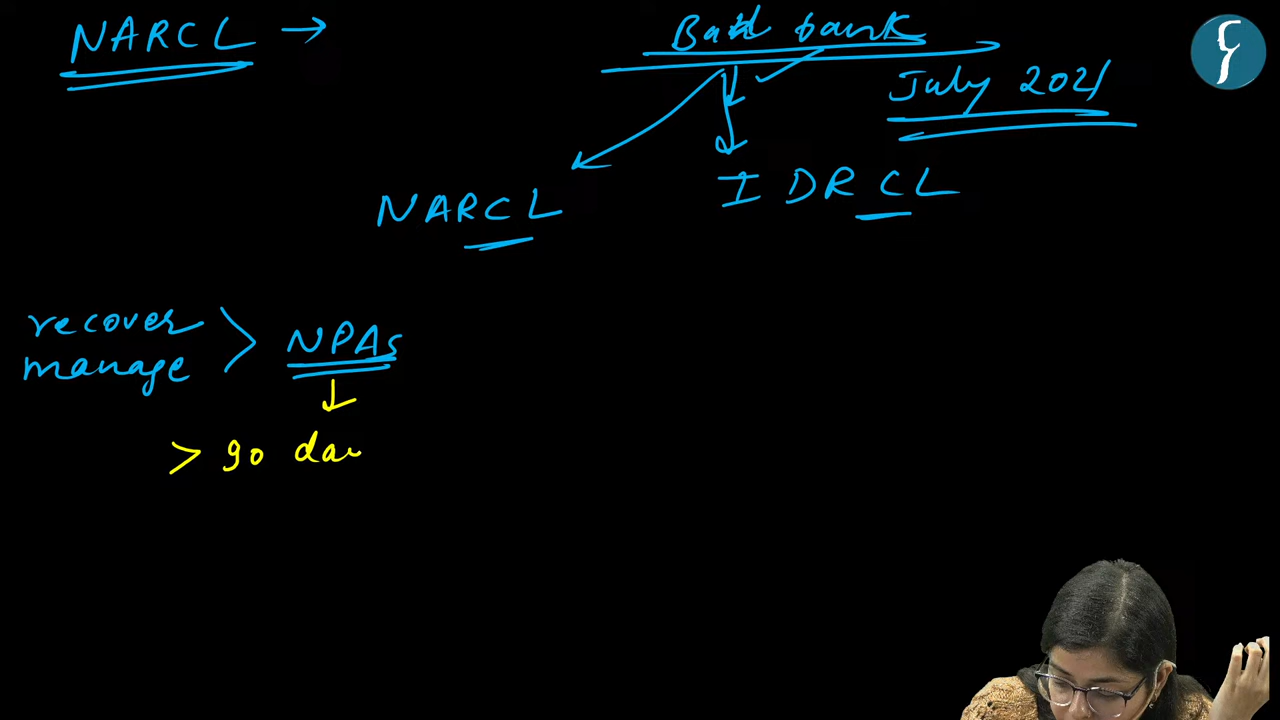 NARCL →
Bad bank
July 2021
NARCL
IDRCL
recover
manage > NPAs
> 90 da